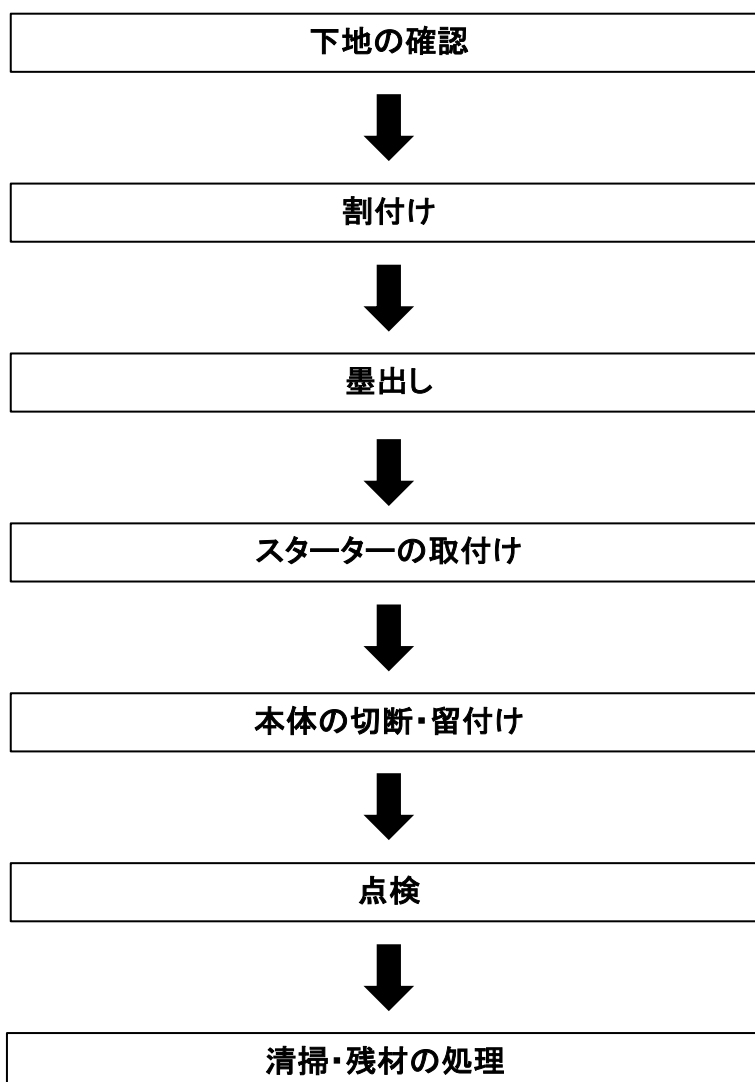 下地の確認
割付け
墨出し
スターターの取付け
本体の切断・留付け
点検
清掃・残材の処理